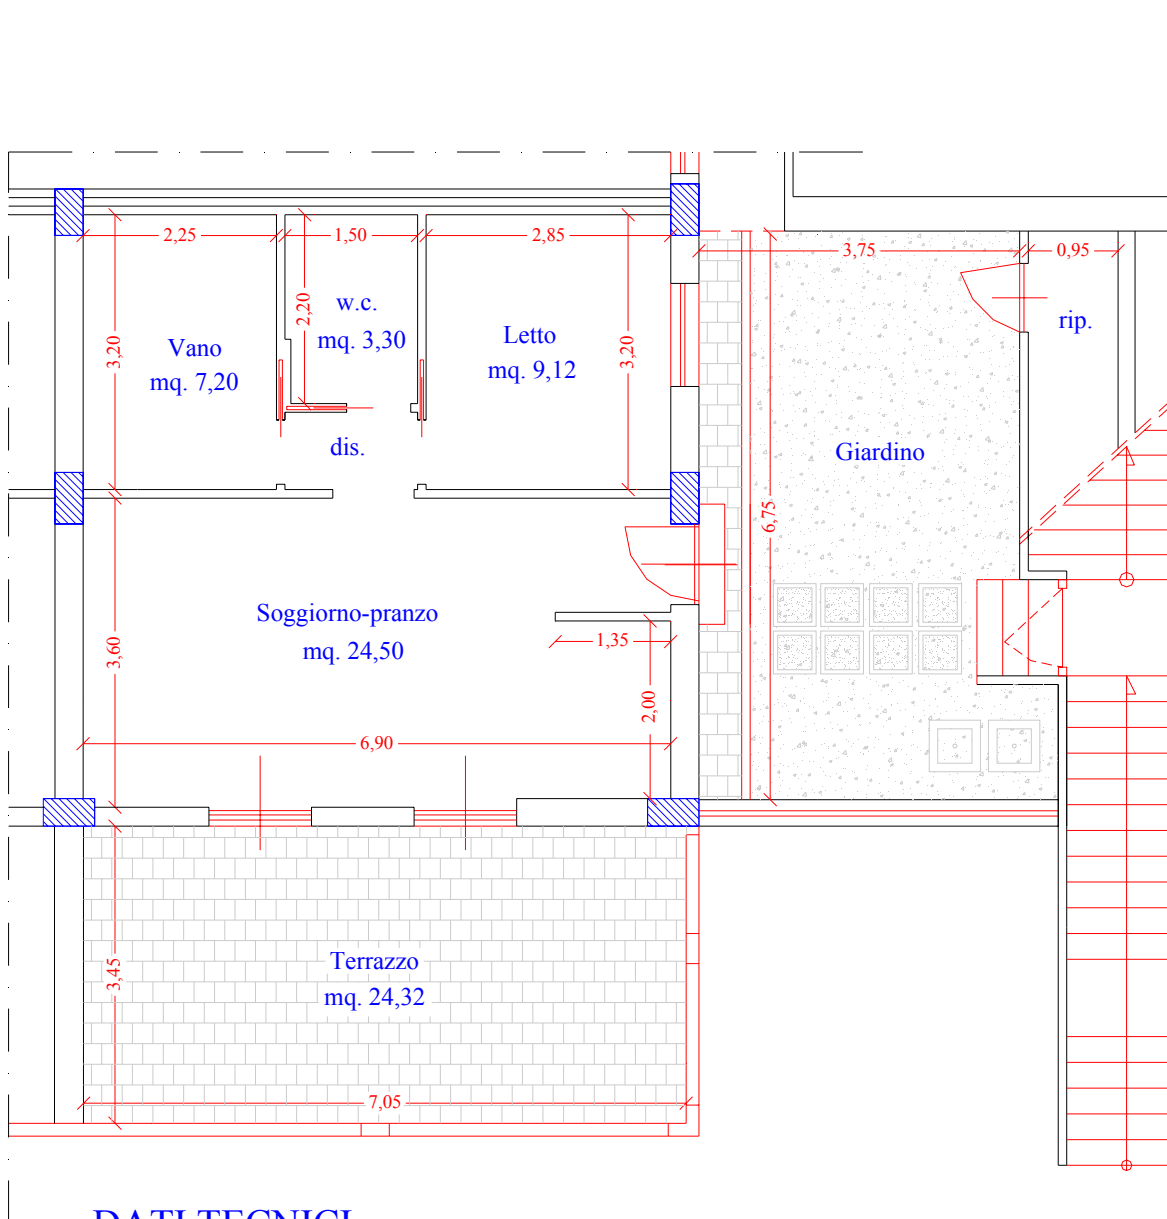 2,25
1,50
2,85
3,75
0,95
2,20
w.c.
mq. 3,30
rip.
Vano
mq. 7,20
3,20
Letto
mq. 9,12
3,20
dis.
Giardino
6,75
Soggiorno-pranzo
mq. 24,50
3,60
1,35
2,00
6,90
Terrazzo
mq. 24,32
3,45
7,05
DATI TECNICI